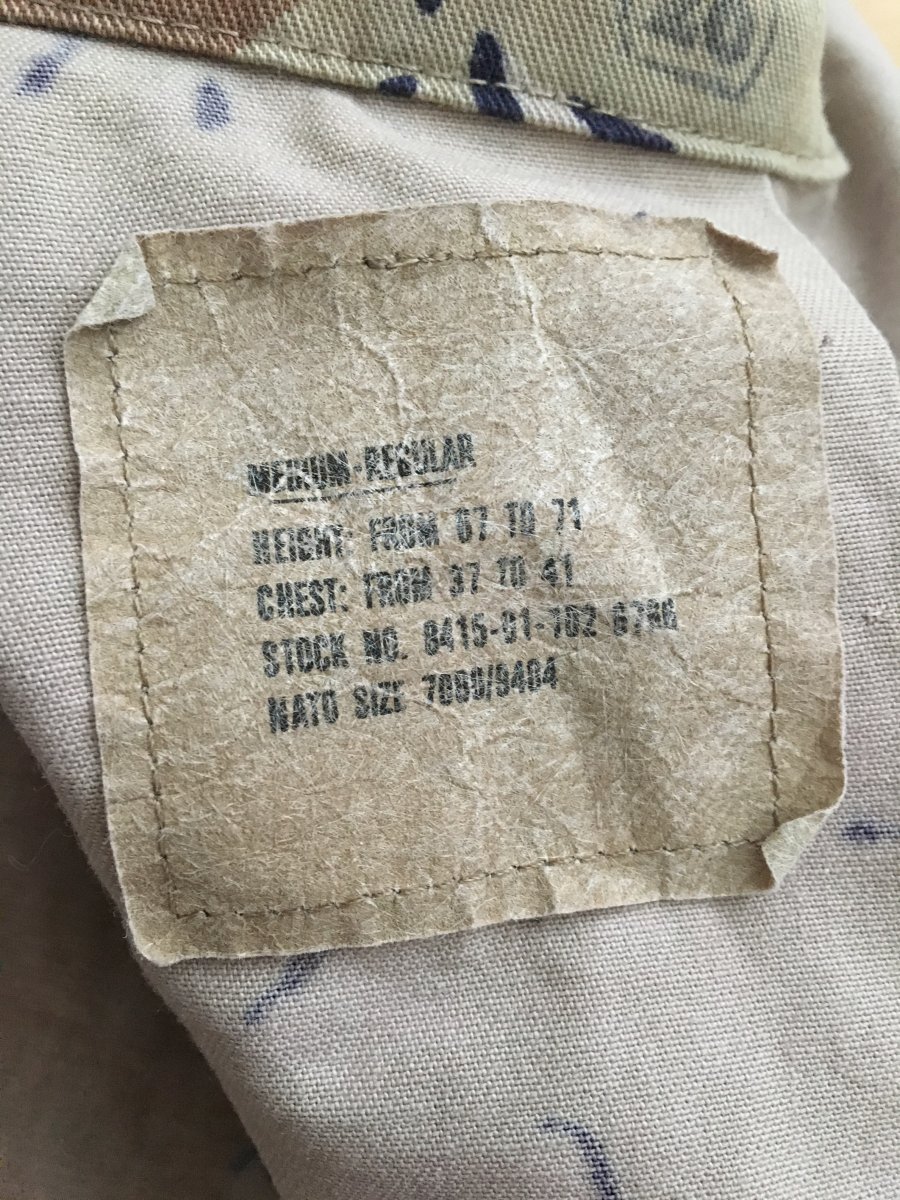 MEDIUM-REGULAR
HEIGHT: FROM 67 TO 71
CHEST: FROM 37 TO 41
STOCK NO. 8415-01-102
NATO SIZE 7080/9404